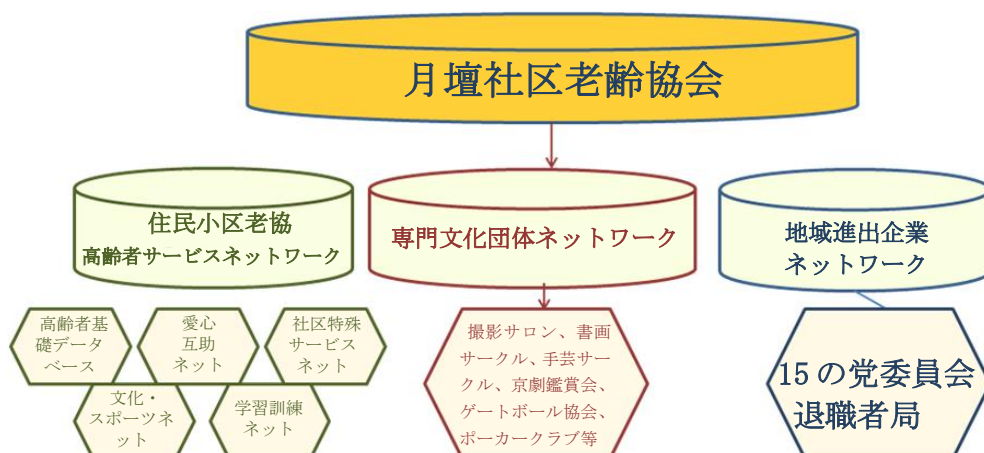 月壇社区老齢協会
住民小区老協
高齢者サービスネットワーク
専門文化団体ネットワーク
地域進出企業
ネットワーク
高齢者基
礎データ
ベース
愛心
互助
ネット
社区特殊
サービス
ネット
文化・
スポーツネ
ット
学習訓練
ネット
撮影サロン、書画
サークル、手芸サー
クル、京劇鑑賞会、
ゲートボール協会、
ポーカークラブ等
15の党委員会
退職者局